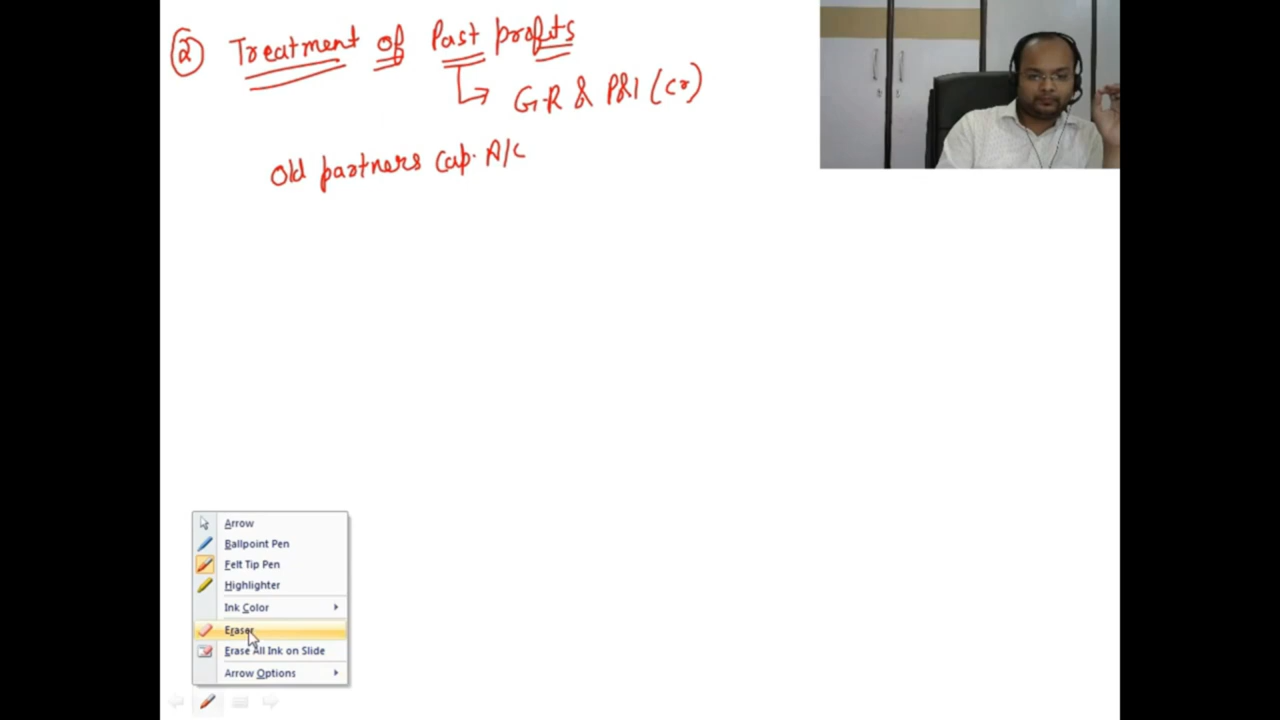 ② Treatment of Past profits
G.R & P&l (Cr)
Old partners Cap. A/C
Arrow
Ballpoint Pen
Felt Tip Pen
Highlighter
Ink Color
Eraser
Erase All Ink on Slide
Arrow Options